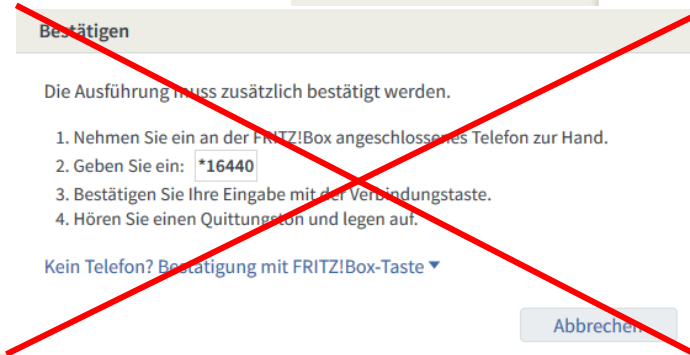 Bestätigen
Die Ausführung muss zusätzlich bestätigt werden.
1. Nehmen Sie ein an der FRITZ!Box angeschlossenes Telefon zur Hand.
2. Geben Sie ein: *16440
3. Bestätigen Sie Ihre Eingabe mit der Verbindungstaste.
4. Hören Sie einen Quittungston und legen auf.
Kein Telefon? Bestätigung mit FRITZ!Box-Taste
Abbrechen